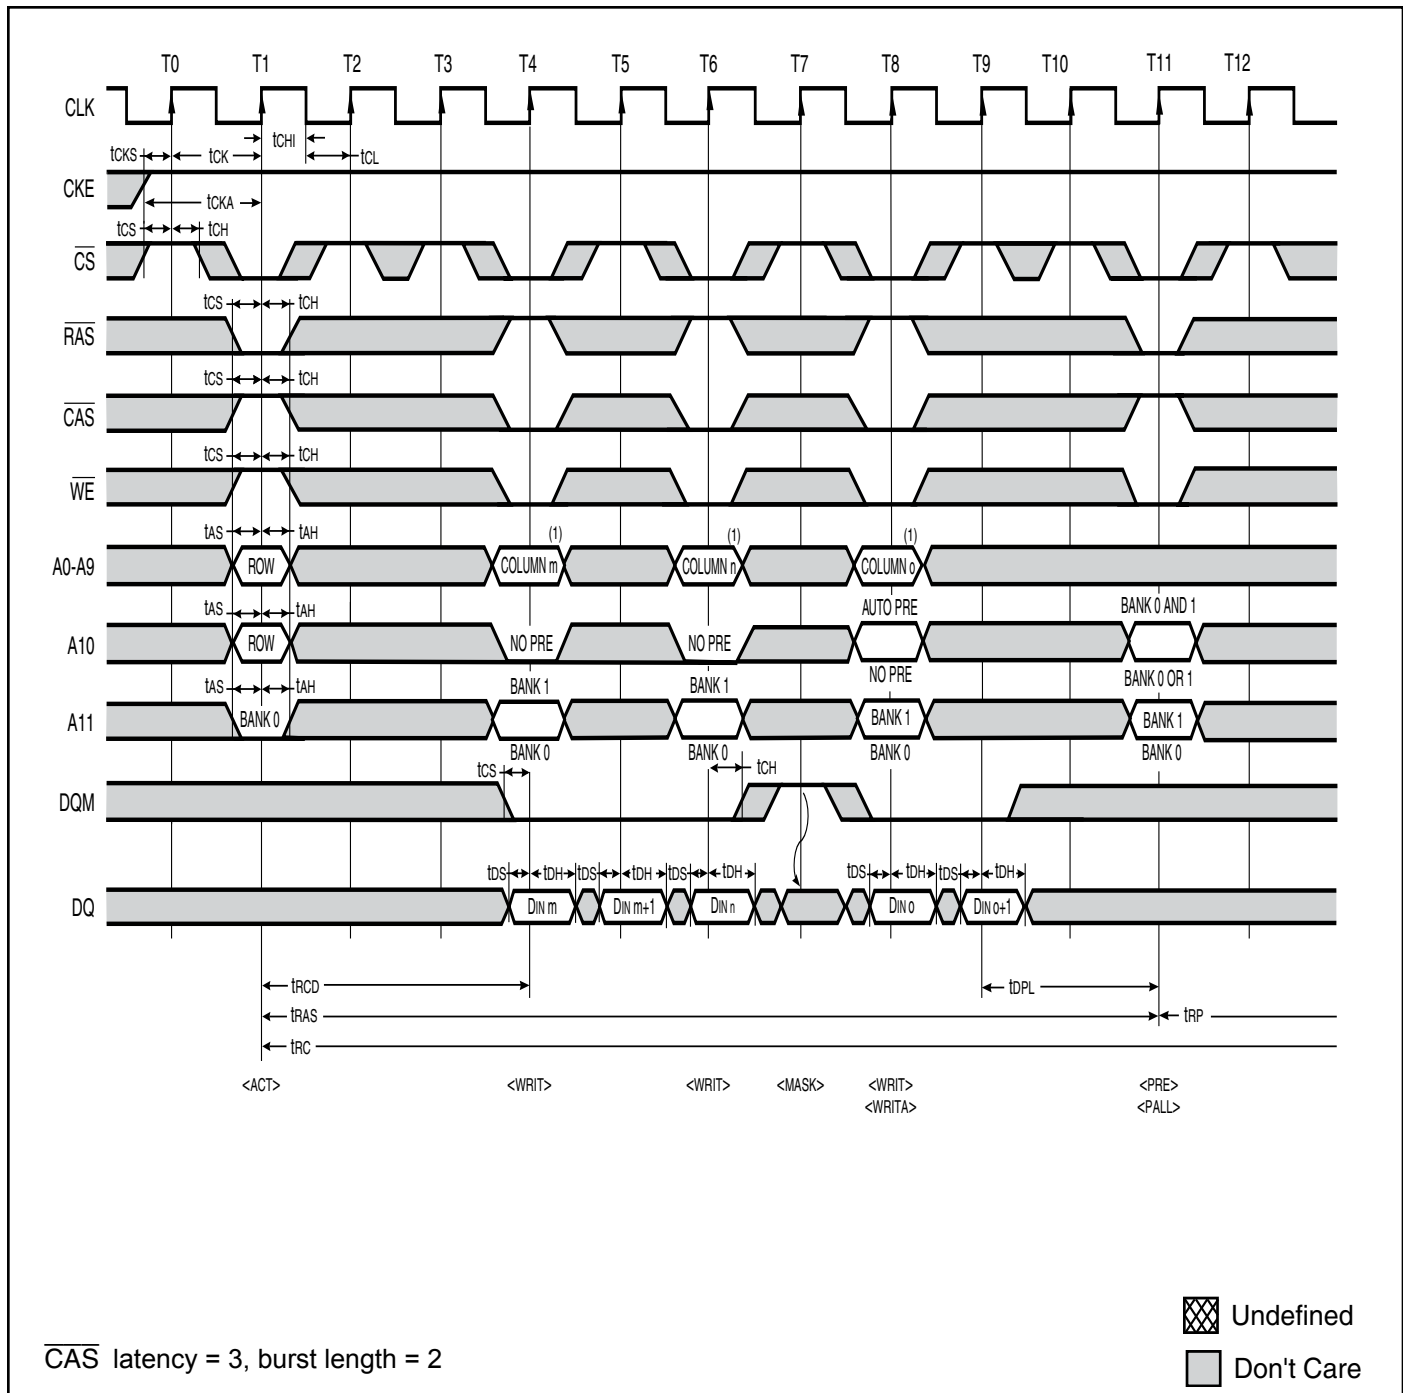 T0 T1 T2 T3 T4 T5 T6 T7 T8 T9 T10 T11 T12
CLK
tCHI
tCKS tCK tCL
CKE
tCKA
tCS tCH
CS
tCS tCH
RAS
tCS tCH
CAS
tCS tCH
WE
tAS tAH (1) (1) (1)
A0-A9 ROW COLUMN m COLUMN n COLUMN o
tAS tAH AUTO PRE BANK 0 AND 1
A10 ROW NO PRE NO PRE
NO PRE BANK 0 OR 1
tAS tAH BANK 1 BANK 1
A11 BANK 0 BANK 1 BANK 1
BANK 0 BANK 0 BANK 0 BANK 0
tCS tCH
DQM
tDS tDH tDS tDH tDS tDH tDS tDH tDS tDH
DQ DIN m DIN m+1 DIN n DIN o DIN o+1
tRCD tDPL
tRAS tRP
tRC
<ACT> <WRIT> <WRIT> <MASK> <WRIT> <PRE>
<WRITA> <PALL>
Undefined
CAS latency = 3, burst length = 2
Don't Care